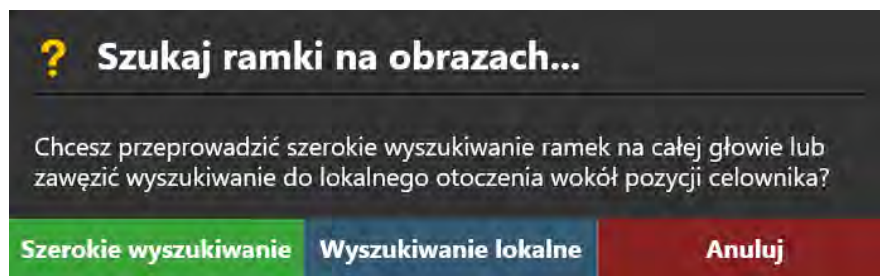 ? Szukaj ramki na obrazach...
Chcesz przeprowadzić szerokie wyszukiwanie ramek na całej głowie lub
zawęzić wyszukiwanie do lokalnego otoczenia wokół pozycji celownika?
Szerokie wyszukiwanie Wyszukiwanie lokalne Anuluj